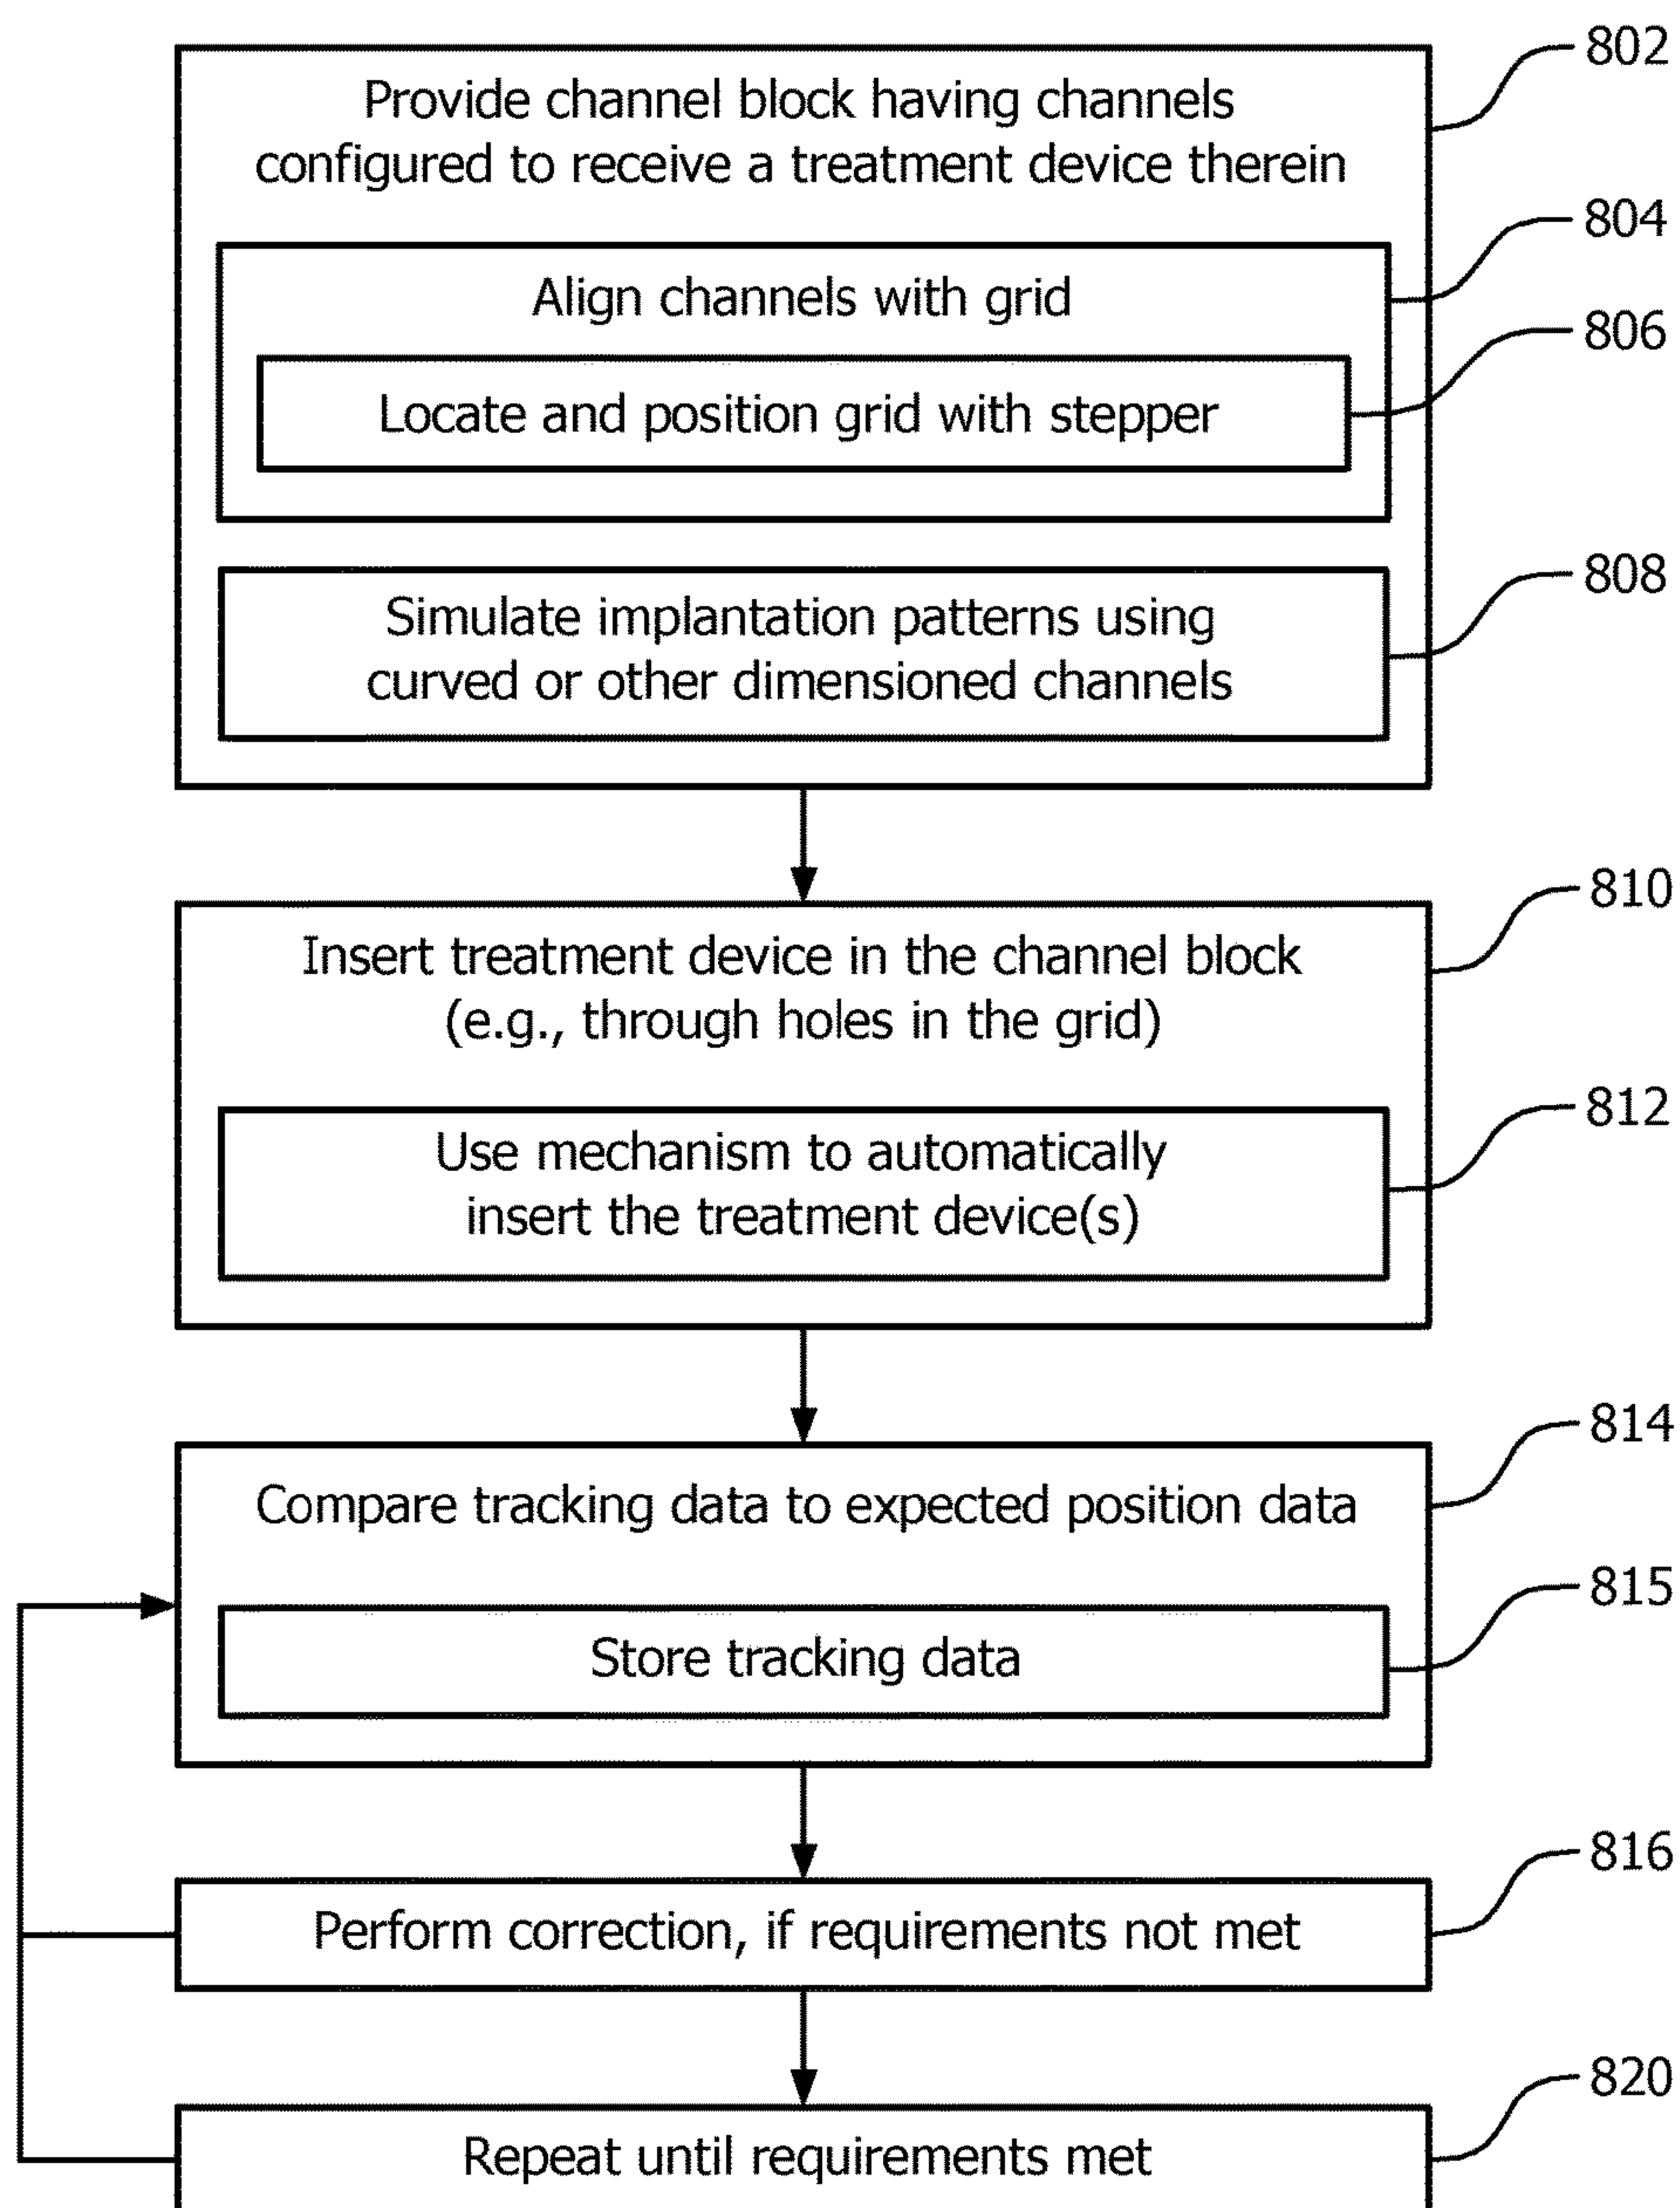 802
Provide channel block having channels
configured to receive a treatment device therein
804
Align channels with grid
806
Locate and position grid with stepper
808
Simulate implantation patterns using
curved or other dimensioned channels
810
Insert treatment device in the channel block
(e.g., through holes in the grid)
812
Use mechanism to automatically
insert the treatment device(s)
814
Compare tracking data to expected position data
815
Store tracking data
816
Perform correction, if requirements not met
820
Repeat until requirements met